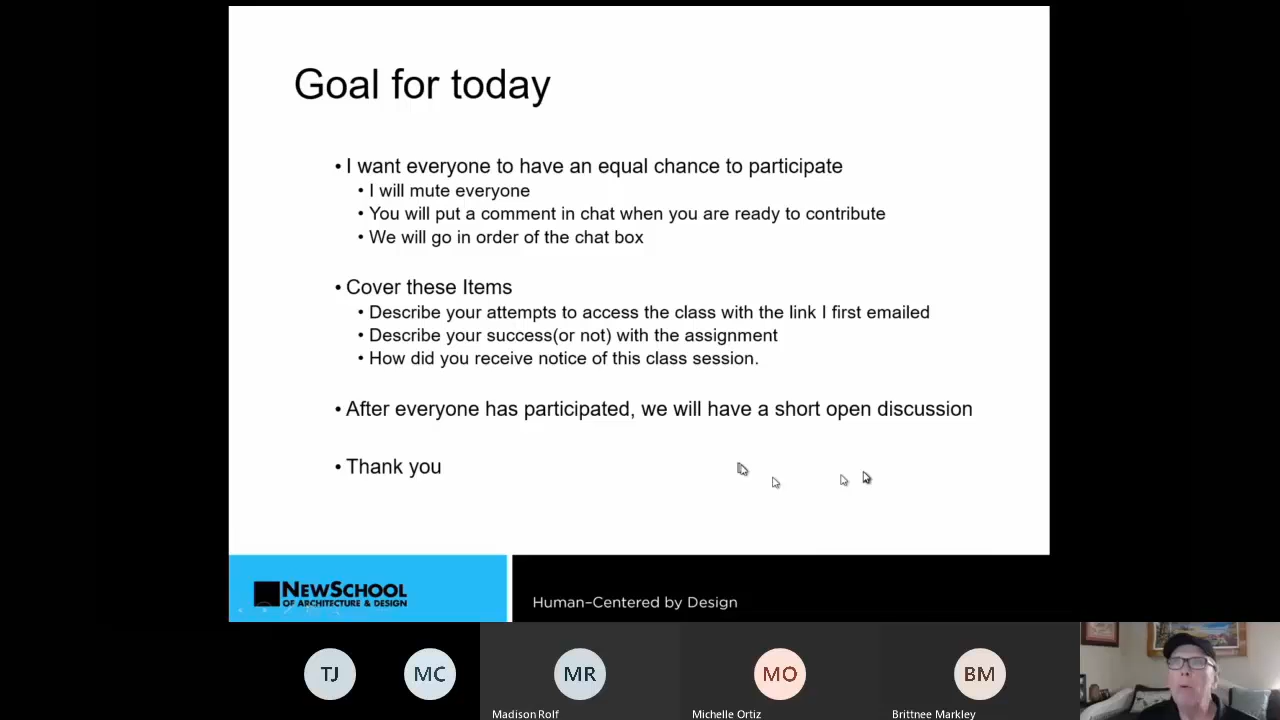 Goal for today
• I want everyone to have an equal chance to participate
• I will mute everyone
• You will put a comment in chat when you are ready to contribute
• We will go in order of the chat box
• Cover these Items
• Describe your attempts to access the class with the link I first emailed
• Describe your success(or not) with the assignment
• How did you receive notice of this class session.
• After everyone has participated, we will have a short open discussion
• Thank you
NEWSCHOOL
OF ARCHITECTURE & DESIGN
Human–Centered by Design
TJ
MC
MR
MO
BM
Madison Rolf
Michelle Ortiz
Brittnee Markley